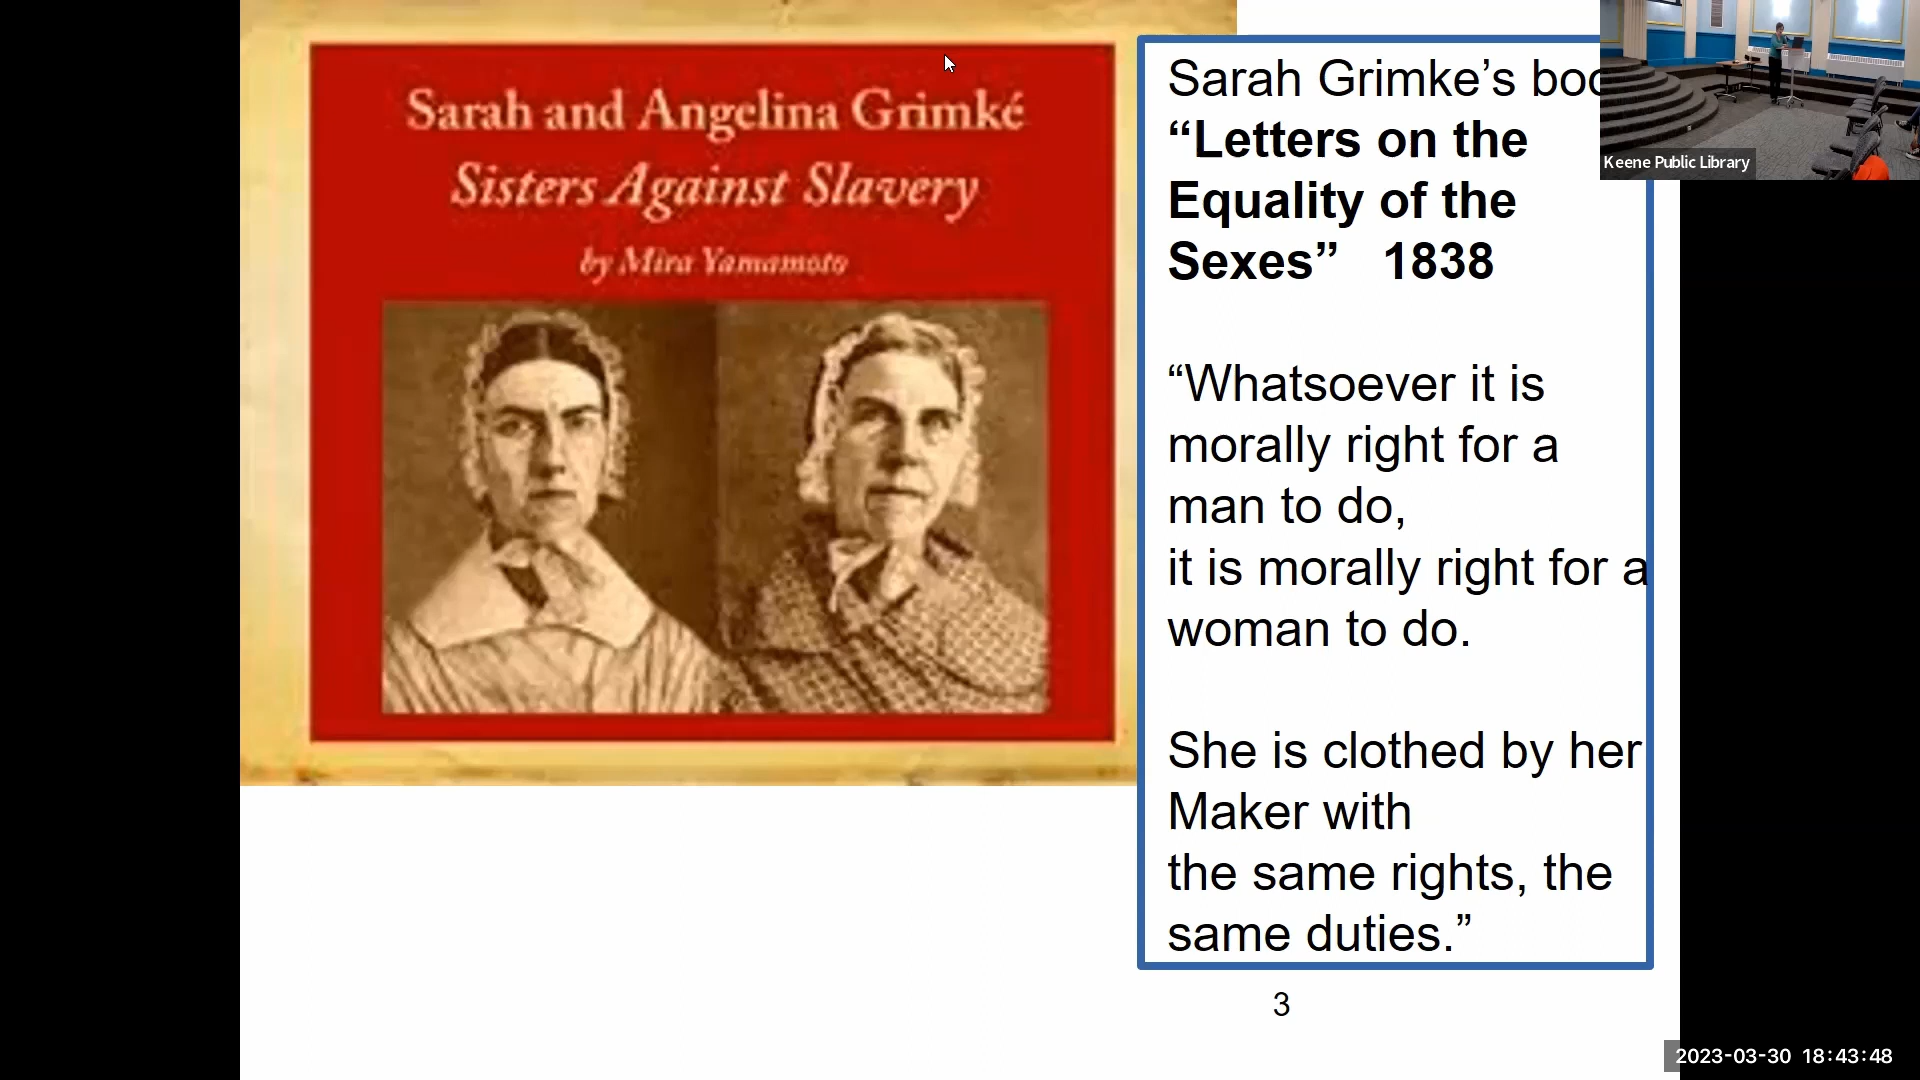 Sarah and Angelina Grimké
Sisters Against Slavery
by Mira Yamamoto
Sarah Grimke’s
“Letters on the
Equality of the
Sexes” 1838
“Whatsoever it is
morally right for a
man to do,
it is morally right for a
woman to do.
She is clothed by her
Maker with
the same rights, the
same duties.”
3
Keene Public Library
2023-03-30 18:43:48